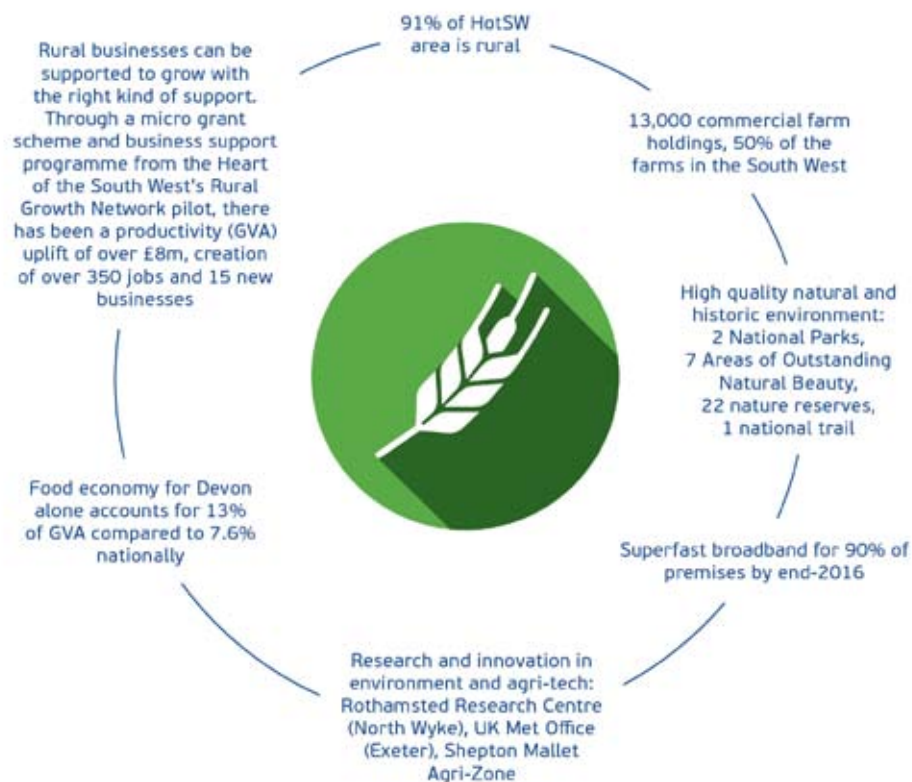 91% of HotSW
area is rural
13,000 commercial farm
holdings, 50% of the
farms in the South West
High quality natural and
historic environment:
2 National Parks,
7 Areas of Outstanding
Natural Beauty,
22 nature reserves,
1 national trail
Superfast broadband for 90% of
premises by end-2016
Research and innovation in
environment and agri-tech:
Rothamsted Research Centre
(North Wyke), UK Met Office
(Exeter), Shepton Mallet
Agri-Zone
Food economy for Devon
alone accounts for 13%
of GVA compared to 7.6%
nationally
Rural businesses can be
supported to grow with
the right kind of support.
Through a micro grant
scheme and business support
programme from the Heart
of the South West's Rural
Growth Network pilot, there
has been a productivity (GVA)
uplift of over £8m, creation
of over 350 jobs and 15 new
businesses